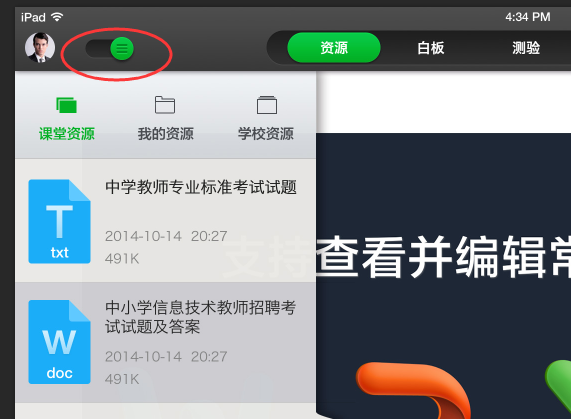 iPad
4:34 PM
资源
白板
测验
课堂资源
我的资源
学校资源
中学教师专业标准考试试题
2014-10-14 20:27
491K
T
txt
支持查看并编辑常
中小学信息技术教师招聘考
试试题及答案
2014-10-14 20:27
491K
W
doc